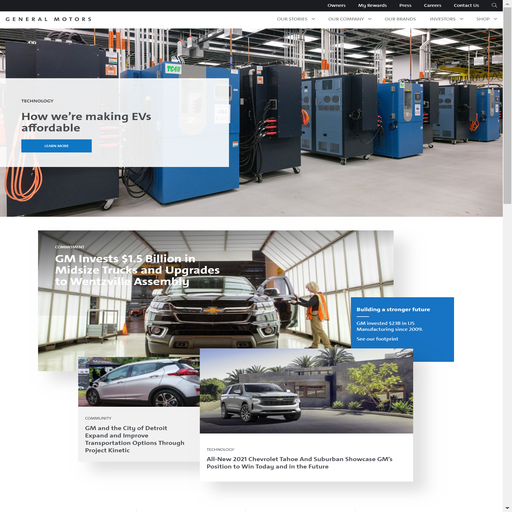 Owners My Rewards Press Careers Contact Us
GENERAL MOTORS
OUR STORIES OUR COMPANY OUR BRANDS INVESTORS SHOP
TECHNOLOGY
How we're making EVs
affordable
LEARN MORE
COMMITMENT
GM Invests $1.5 Billion in
Midsize Trucks and Upgrades
to Wentzville Assembly
Building a stronger future
GM invested $23B in US
Manufacturing since 2009.
See our footprint
COMMUNITY
GM and the City of Detroit
Expand and Improve
Transportation Options Through
Project Kinetic
TECHNOLOGY
All-New 2021 Chevrolet Tahoe And Suburban Showcase GM's
Position to Win Today and in the Future